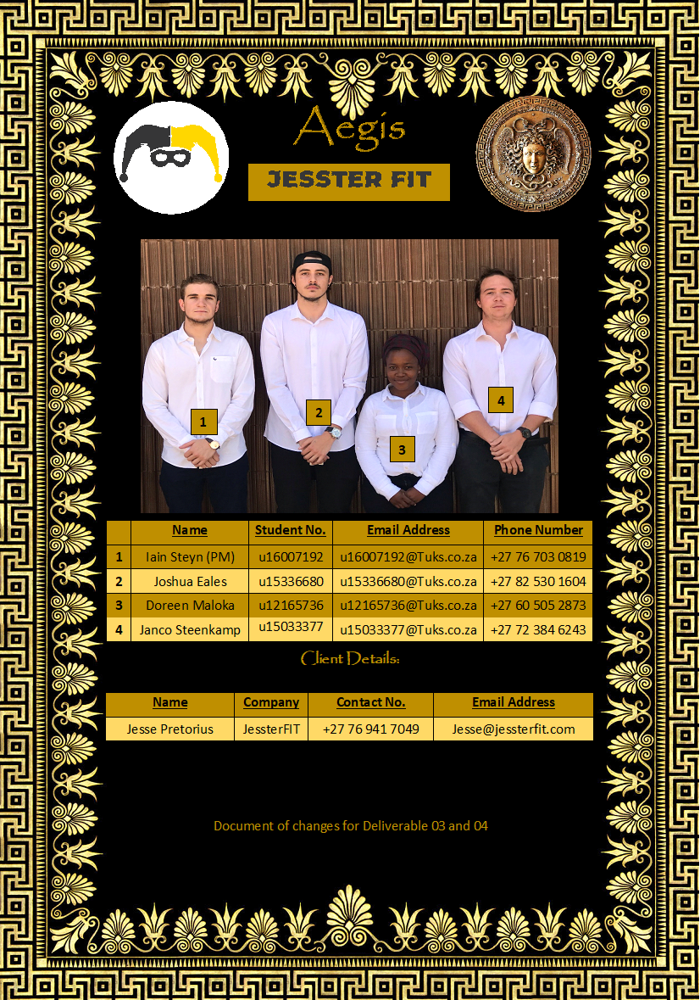 Aegis
JESSTER FIT
1
2
3
4
Name Student No. Email Address Phone Number
1 Iain Steyn (PM) u16007192 u16007192@Tuks.co.za +27 76 703 0819
2 Joshua Eales u15336680 u15336680@Tuks.co.za +27 82 530 1604
3 Doreen Maloka u12165736 u12165736@Tuks.co.za +27 60 505 2873
4 Janco Steenkamp u15033377 u15033377@Tuks.co.za +27 72 384 6243
Client Details:
Name Company Contact No. Email Address
Jesse Pretorius JessterFIT +27 76 941 7049 Jesse@jessterfit.com
Document of changes for Deliverable 03 and 04